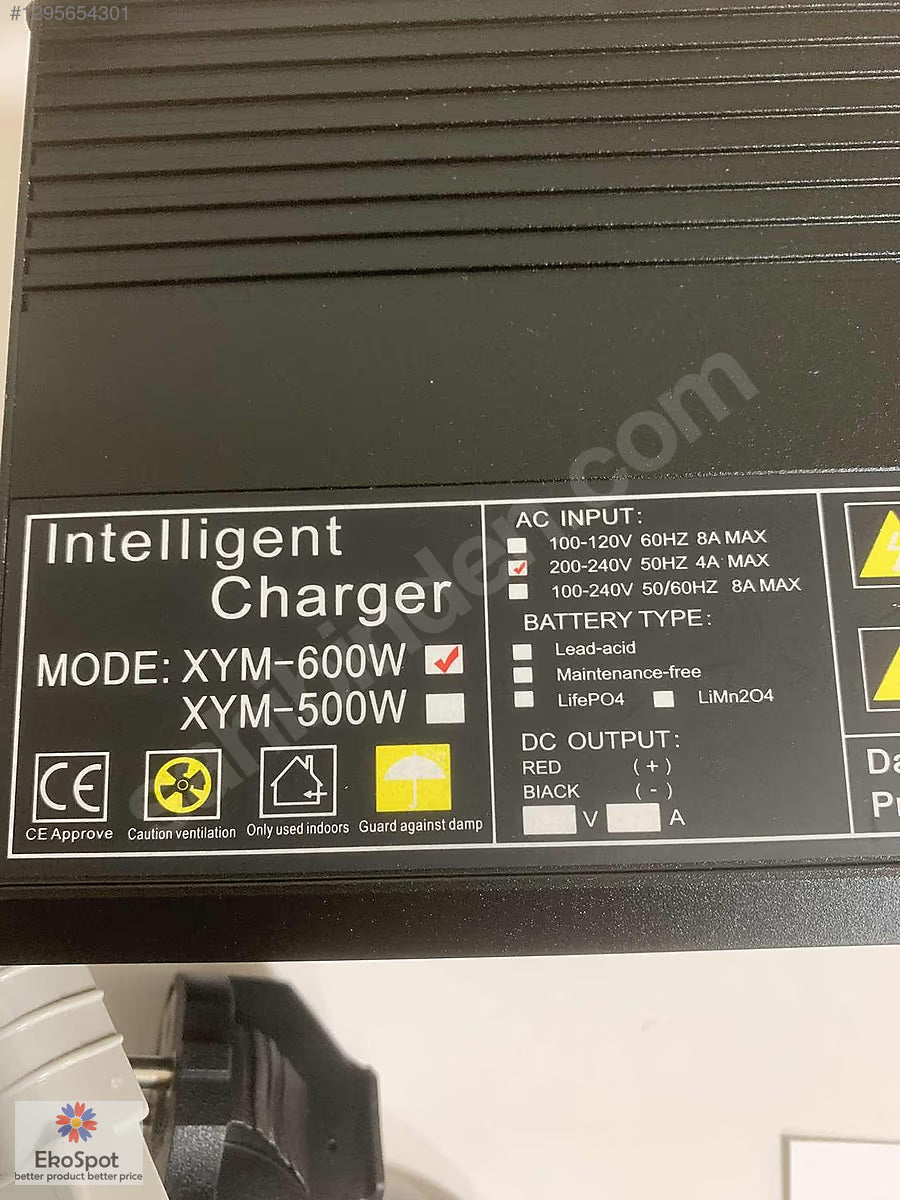 #1295654301
sahibinden.com
Intelligent
Charger
MODE: XYM-600W
XYM-500W
CE
CE Approve
Caution ventilation
Only used indoors
Guard against damp
AC INPUT:
100-120V 60HZ 8A MAX
200-240V 50HZ 4A MAX
100-240V 50/60HZ 8A MAX
BATTERY TYPE:
Lead-acid
Maintenance-free
LifePO4 LiMn2O4
DC OUTPUT:
RED (+)
BIACK (-)
V A
EkoSpot
better product better price